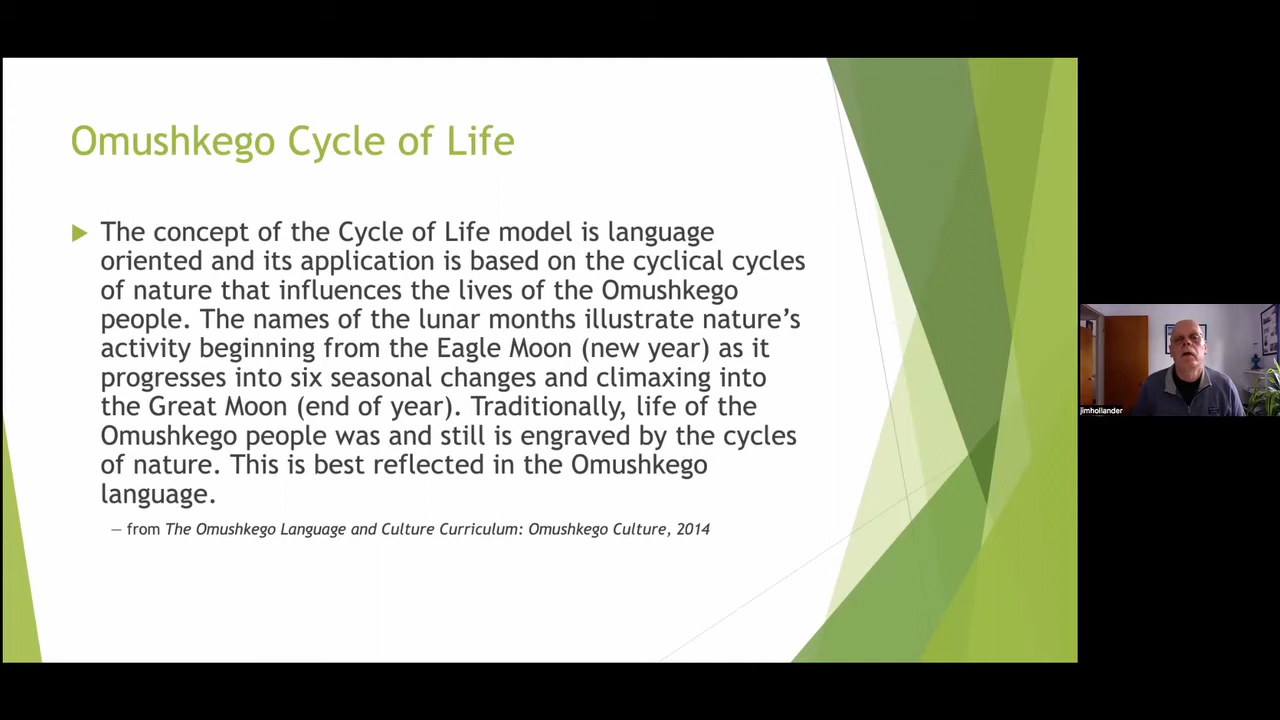 Omushkego Cycle of Life
The concept of the Cycle of Life model is language
oriented and its application is based on the cyclical cycles
of nature that influences the lives of the Omushkego
people. The names of the lunar months illustrate nature’s
activity beginning from the Eagle Moon (new year) as it
progresses into six seasonal changes and climaxing into
the Great Moon (end of year). Traditionally, life of the
Omushkego people was and still is engraved by the cycles
of nature. This is best reflected in the Omushkego
language.
— from The Omushkego Language and Culture Curriculum: Omushkego Culture, 2014
jimhollander